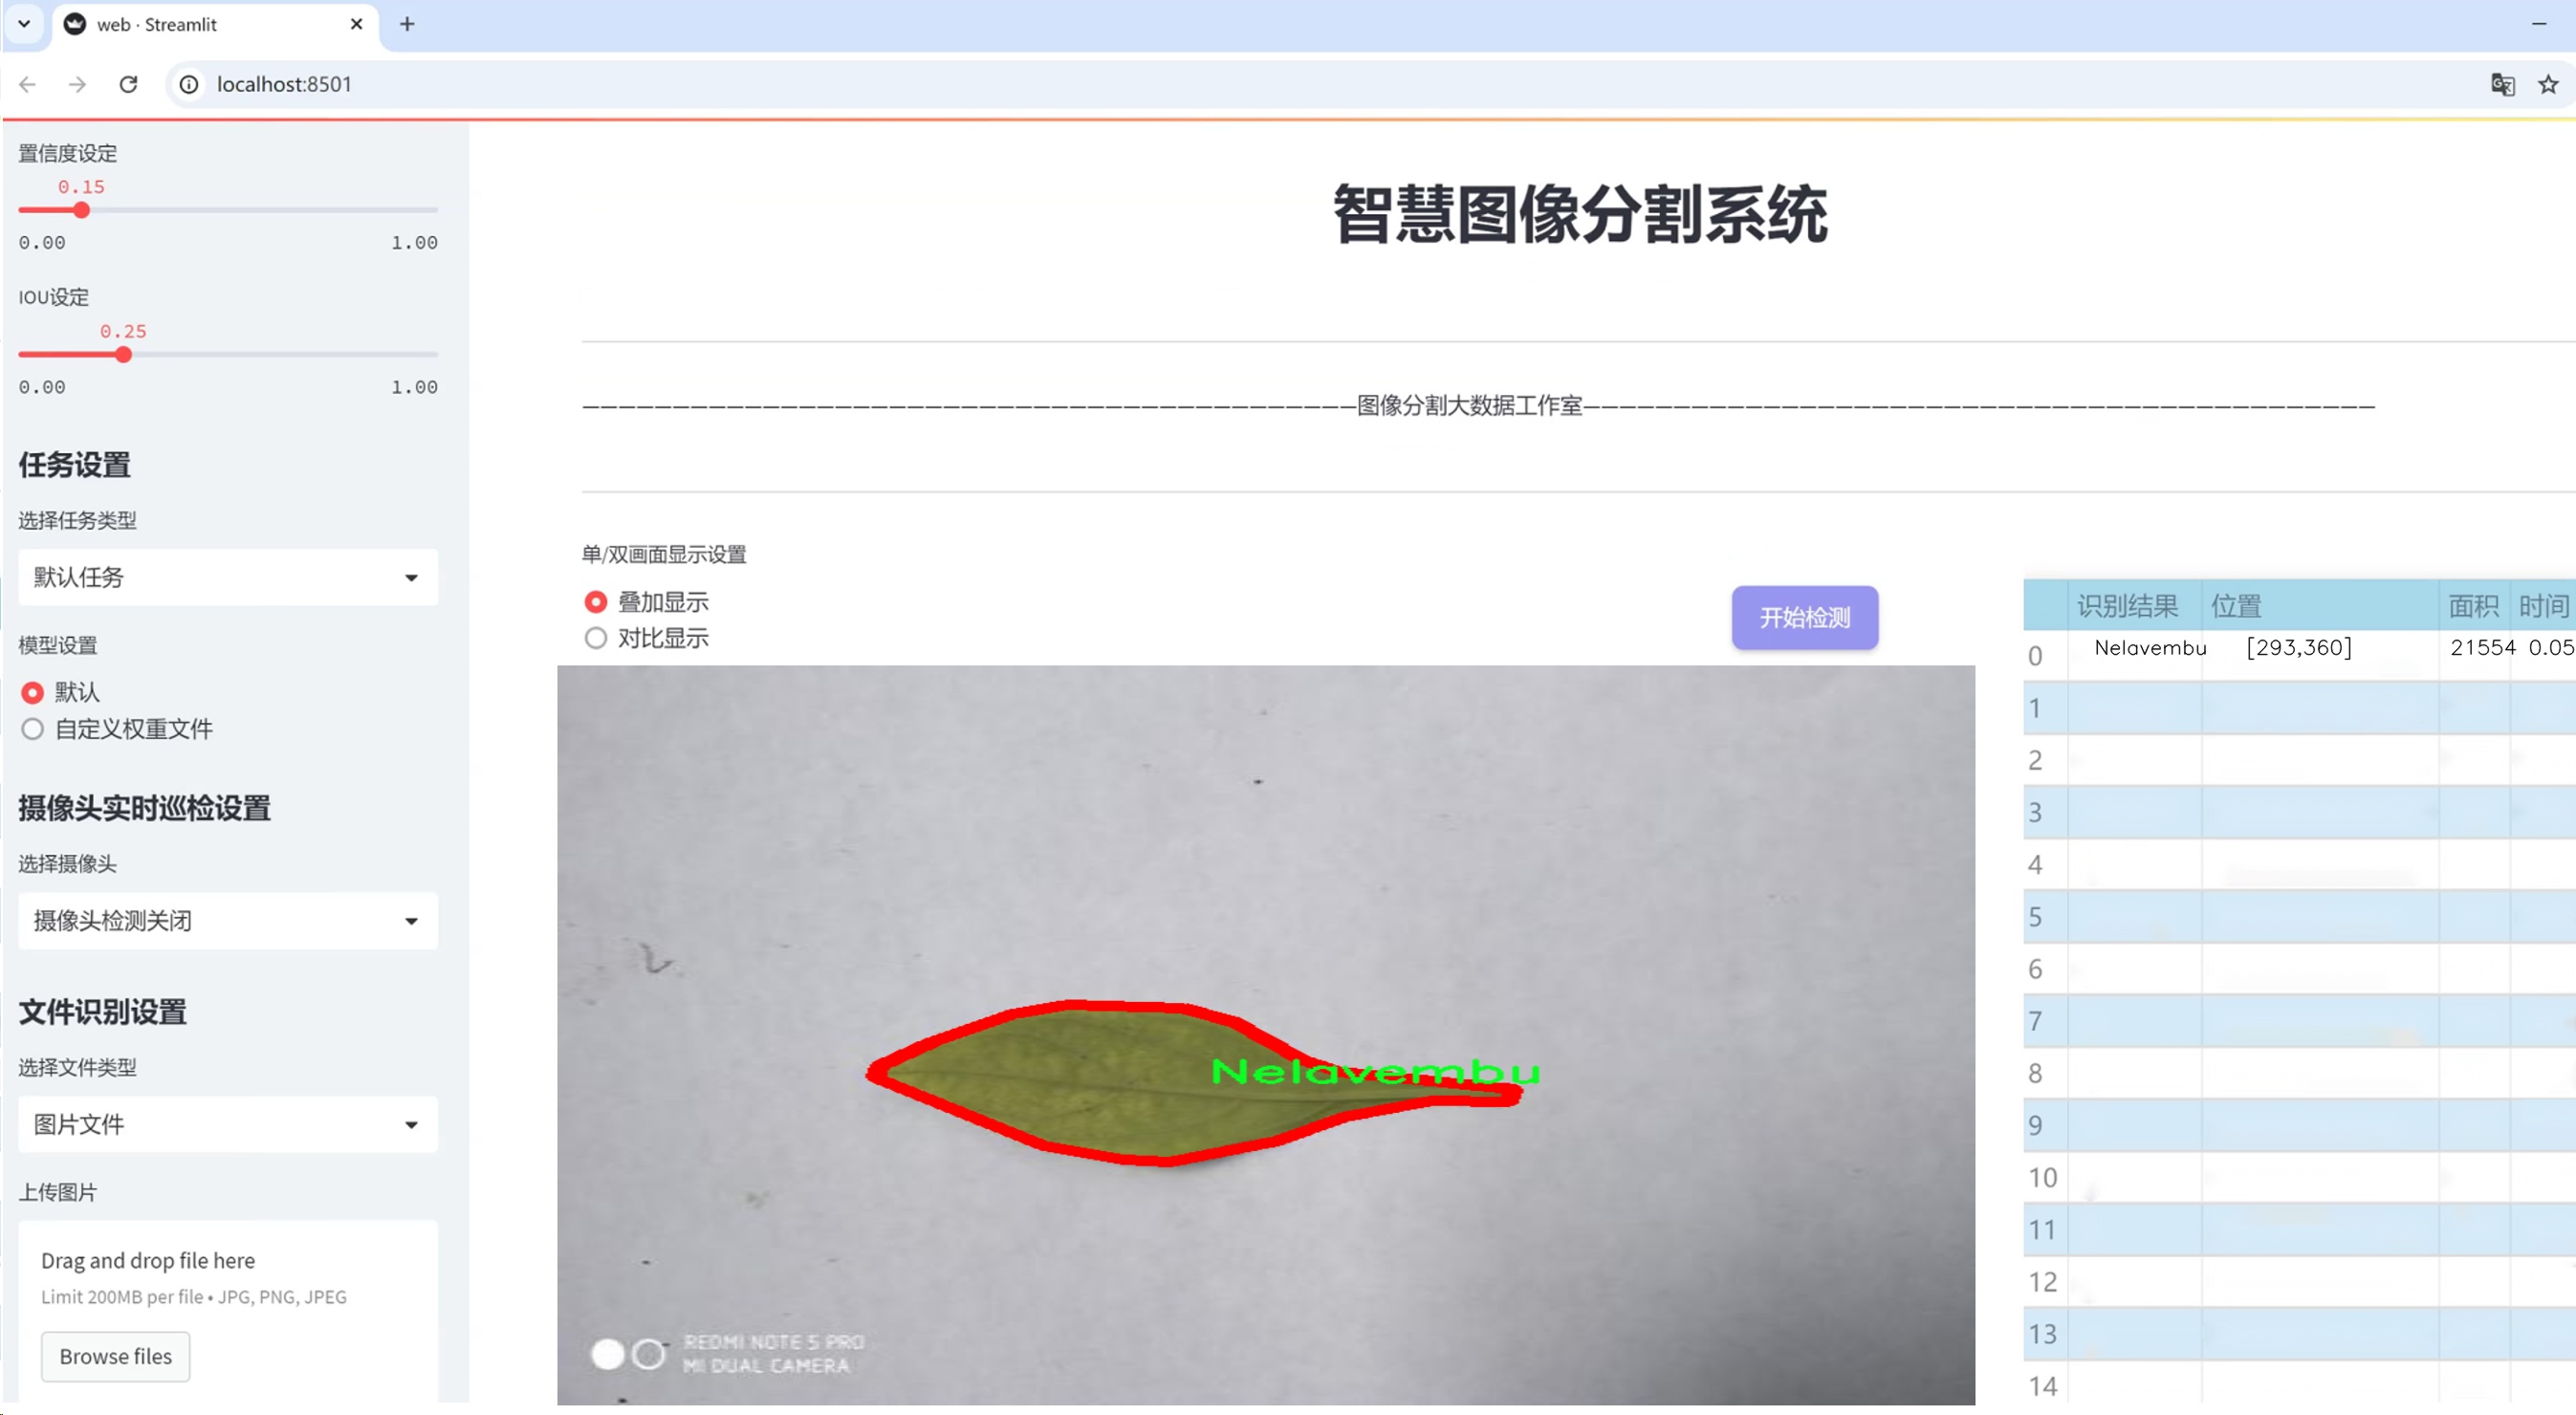 web · Streamlit
localhost:8501
置信度设定
0.15
0.00 1.00
IOU设定
0.25
0.00 1.00
任务设置
选择任务类型
默认任务
模型设置
默认
自定义权重文件
摄像头实时巡检设置
选择摄像头
摄像头检测关闭
文件识别设置
选择文件类型
图片文件
上传图片
Drag and drop file here
Limit 200MB per file • JPG, PNG, JPEG
Browse files
智慧图像分割系统
———————————————————————————————————————————图像分割大数据工作室————————————————————————————————————————————
单/双画面显示设置
叠加显示
对比显示
开始检测
Nelavembu
REDMI NOTE 5 PRO
MI DUAL CAMERA
识别结果 位置 面积 时间
0 Nelavembu [293,360] 21554 0.05
1
2
3
4
5
6
7
8
9
10
11
12
13
14